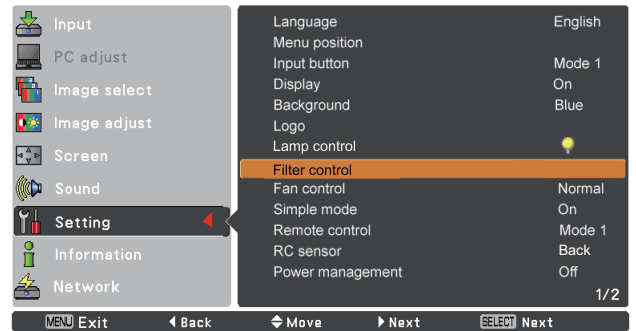 Input
PC adjust
Image select
Image adjust
Screen
Sound
Setting
Information
Network
Language English
Menu position
Input button Mode 1
Display On
Background Blue
Logo
Lamp control
Filter control
Fan control Normal
Simple mode On
Remote control Mode 1
RC sensor Back
Power management Off
1/2
MENU Exit Back Move Next SELECT Next